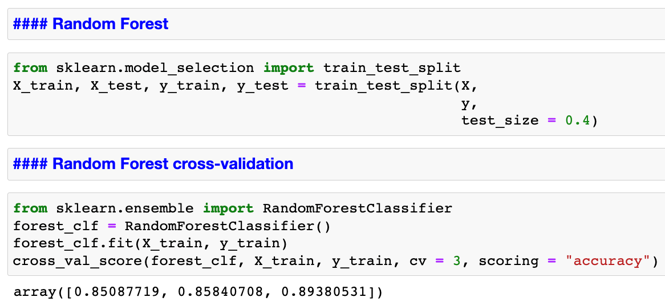 #### Random Forest
from sklearn.model_selection import train_test_split
X_train, X_test, y_train, y_test = train_test_split(X,
y,
test_size = 0.4)
#### Random Forest cross-validation
from sklearn.ensemble import RandomForestClassifier
forest_clf = RandomForestClassifier()
forest_clf.fit(X_train, y_train)
cross_val_score(forest_clf, X_train, y_train, cv = 3, scoring = "accuracy")
array([0.85087719, 0.85840708, 0.89380531])